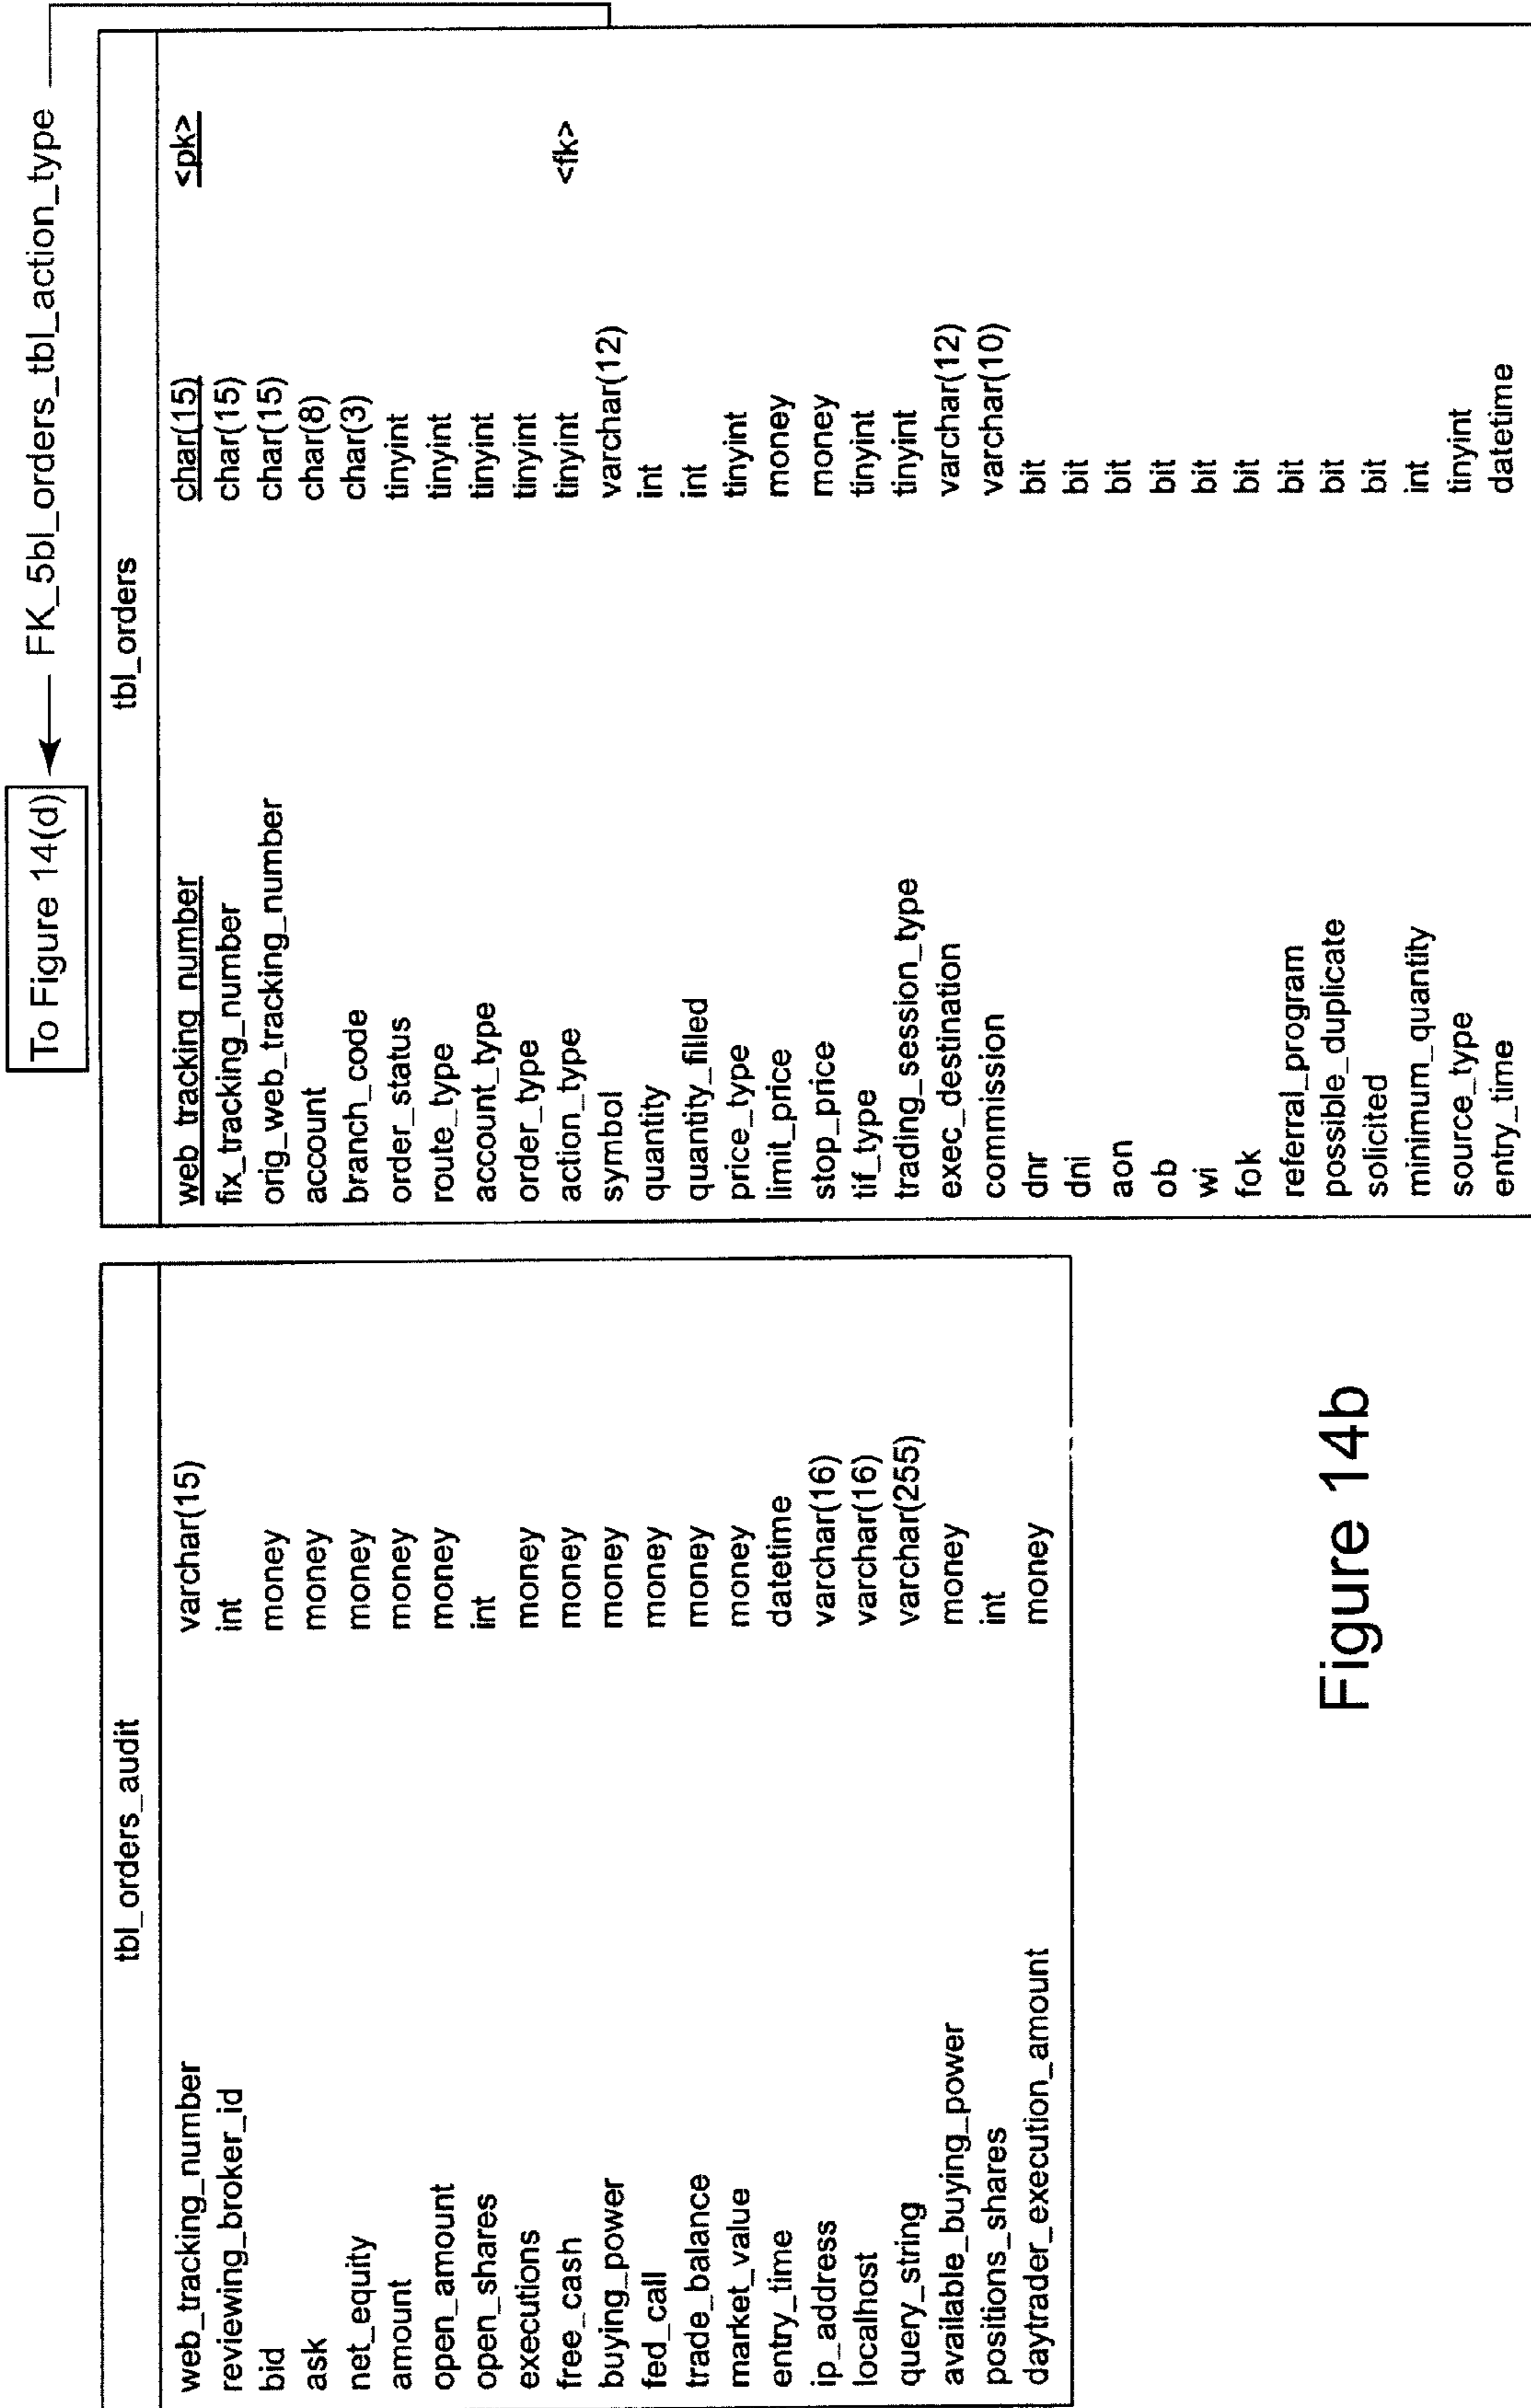 To Figure 14(d)
FK_5bl_orders_tbl_action_type
tbl_orders_audit
web_tracking_number varchar(15)
reviewing_broker_id int
bid money
ask money
net_equity money
amount money
open_amount money
open_shares int
executions money
free_cash money
buying_power money
fed_call money
trade_balance money
market_value money
entry_time datetime
ip_address varchar(16)
localhost varchar(16)
query_string varchar(255)
available_buying_power money
positions_shares int
daytrader_execution_amount money
tbl_orders
web_tracking_number char(15) <pk>
fix_tracking_number char(15)
orig_web_tracking_number char(15)
account char(8)
branch_code char(3)
order_status tinyint
route_type tinyint
account_type tinyint
order_type tinyint
action_type tinyint <fk>
symbol varchar(12)
quantity int
quantity_filled int
price_type tinyint
limit_price money
stop_price money
tif_type tinyint
trading_session_type tinyint
exec_destination varchar(12)
commission varchar(10)
dnr bit
dni bit
aon bit
ob bit
wi bit
fok bit
referral_program bit
possible_duplicate bit
solicited bit
minimum_quantity int
source_type tinyint
entry_time datetime
Figure 14b